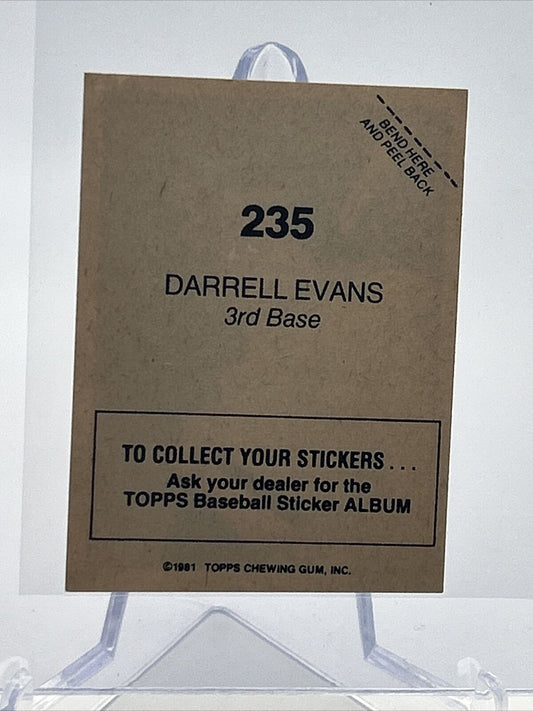 BEND HERE
AND PEEL BACK
235
DARRELL EVANS
3rd Base
TO COLLECT YOUR STICKERS...
Ask your dealer for the
TOPPS Baseball Sticker ALBUM
©1981 TOPPS CHEWING GUM, INC.